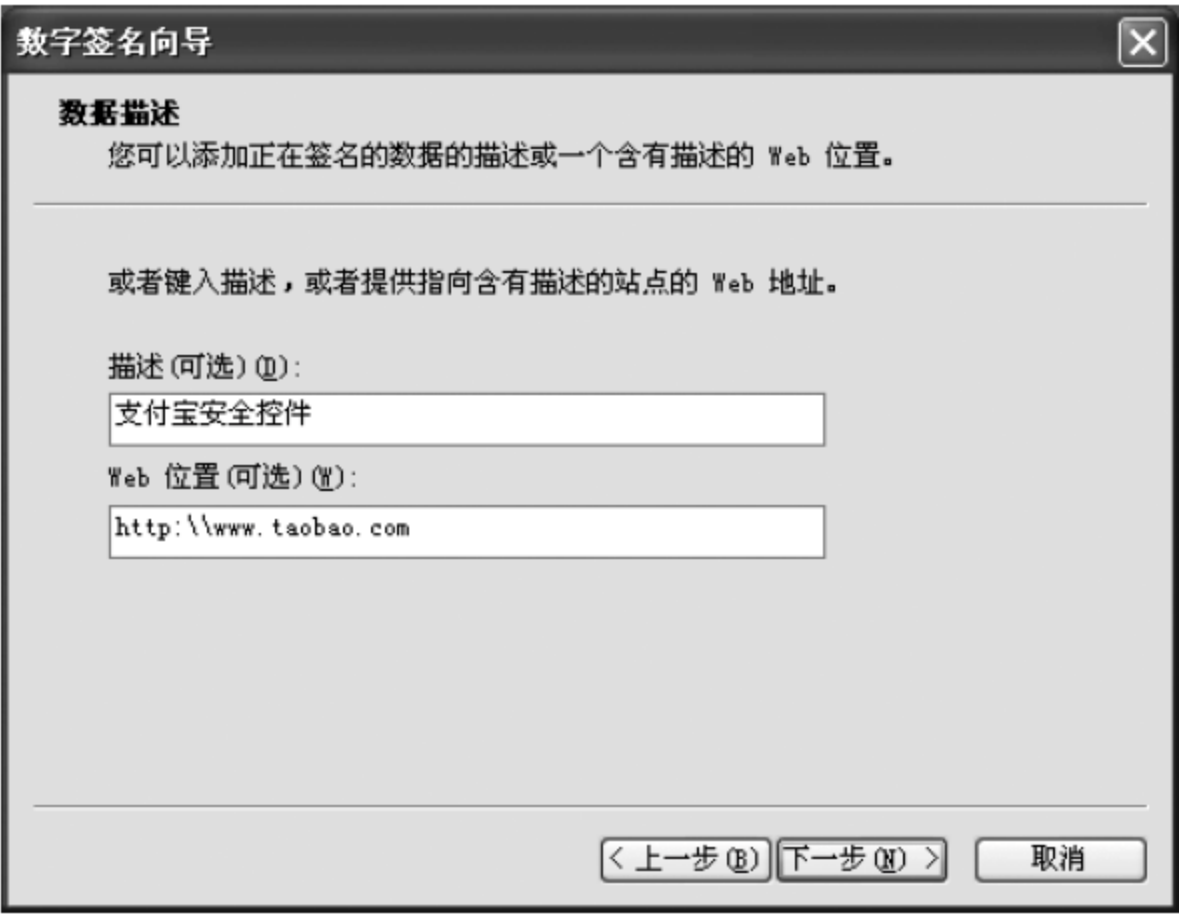 数字签名向导
数据描述
您可以添加正在签名的数据的描述或一个含有描述的 Web 位置。
或者键入描述，或者提供指向含有描述的站点的 Web 地址。
描述(可选)(D):
支付宝安全控件
Web 位置(可选)(W):
http:\\www.taobao.com
< 上一步(B) 下一步(N) > 取消